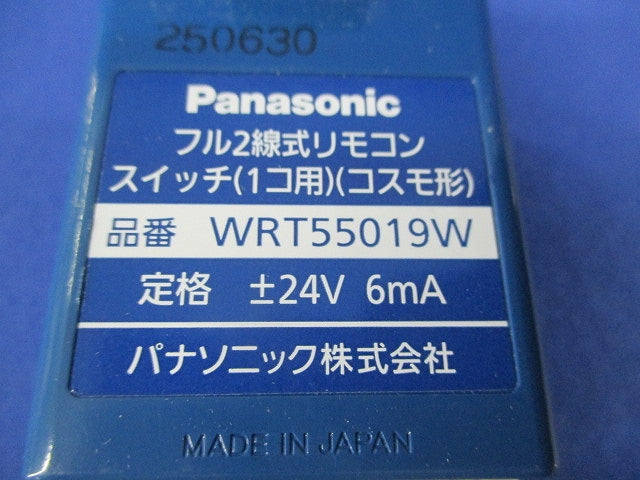 250630
Panasonic
フル2線式リモコン
スイッチ(1コ用)(コスモ形)
品番 WRT55019W
定格 ±24V 6mA
パナソニック株式会社
MADE IN JAPAN